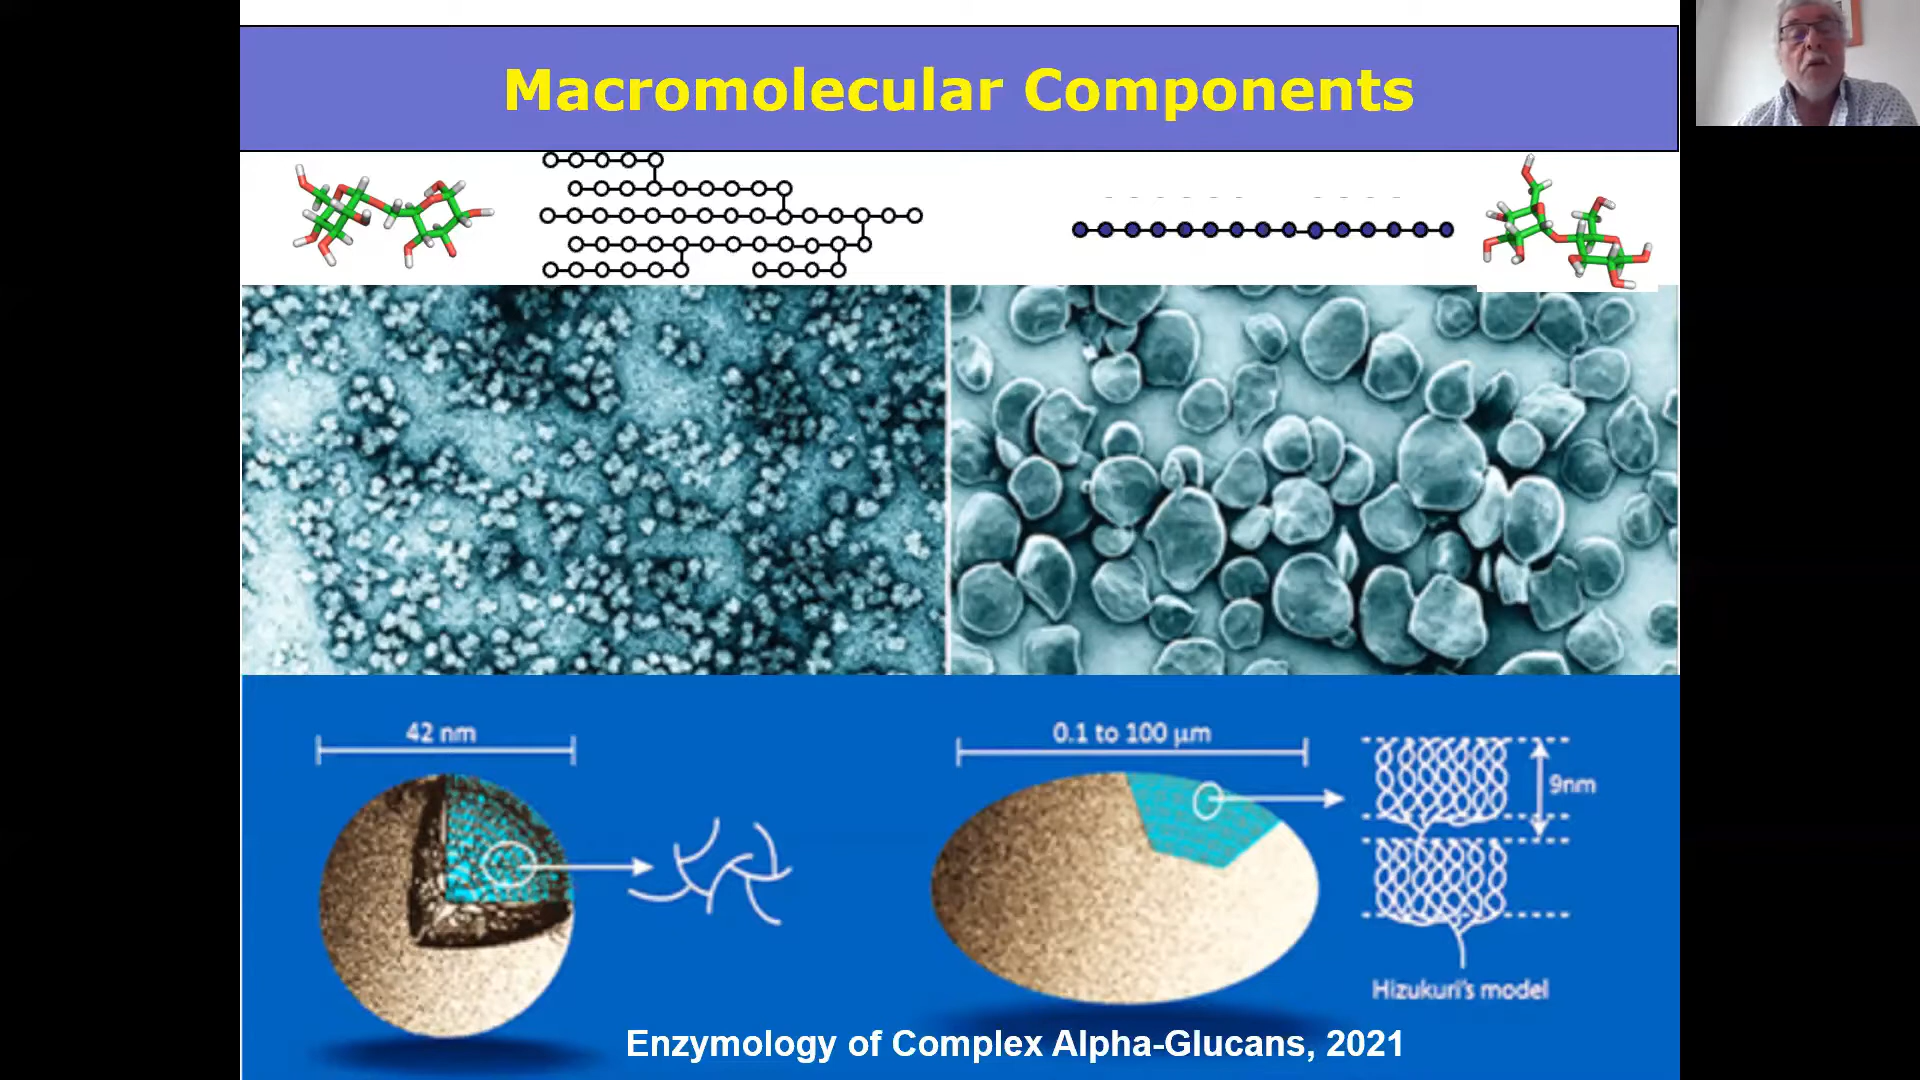 Macromolecular Components
42 nm
0.1 to 100 µm
9nm
Hizukuri's model
Enzymology of Complex Alpha-Glucans, 2021